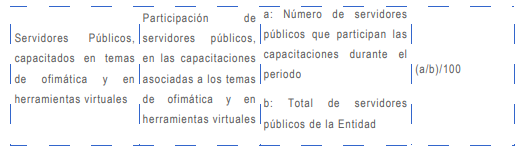 Servidores Públicos,
capacitados en temas
de ofimática y en
herramientas virtuales
Participación de
servidores públicos,
en las capacitaciones
asociadas a los temas
de ofimática y en
herramientas virtuales
a: Número de servidores
públicos que participan las
capacitaciones durante el
periodo
b: Total de servidores
públicos de la Entidad
(a/b)/100